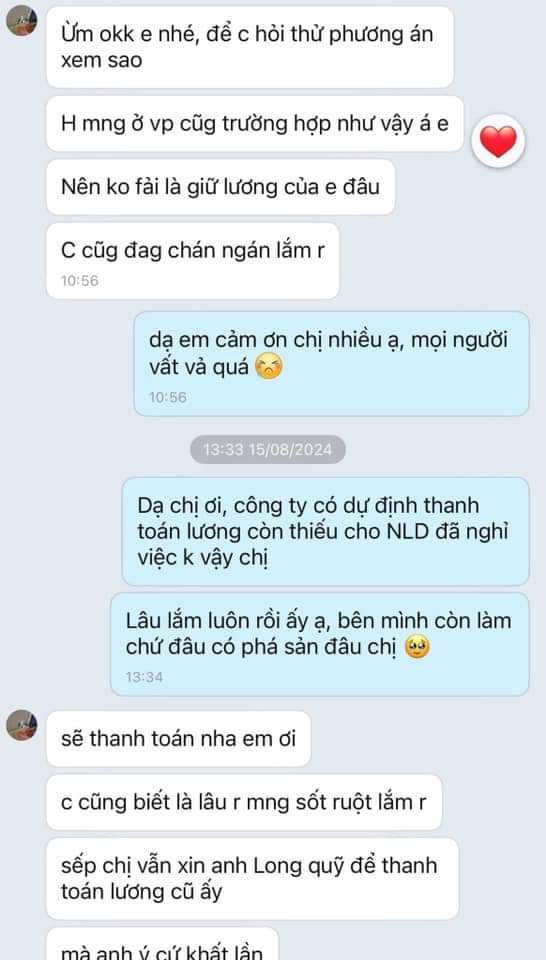 Ừm okk e nhé, để c hỏi thử phương án
xem sao
H mng ở vp cũg trường hợp như vậy á e
Nên ko fải là giữ lương của e đâu
C cũg đag chán ngán lắm r
10:56
dạ em cảm ơn chị nhiều ạ, mọi người
vất vả quá 😣
10:56
13:33 15/08/2024
Dạ chị ơi, công ty có dự định thanh
toán lương còn thiếu cho NLD đã nghỉ
việc k vậy chị
Lâu lắm luôn rồi ấy ạ, bên mình còn làm
chứ đâu có phá sản đâu chị 🥹
13:34
sẽ thanh toán nha em ơi
c cũng biết là lâu r mng sốt ruột lắm r
sếp chị vẫn xin anh Long quỹ để thanh
toán lương cũ ấy
mà anh ý cứ khất lần